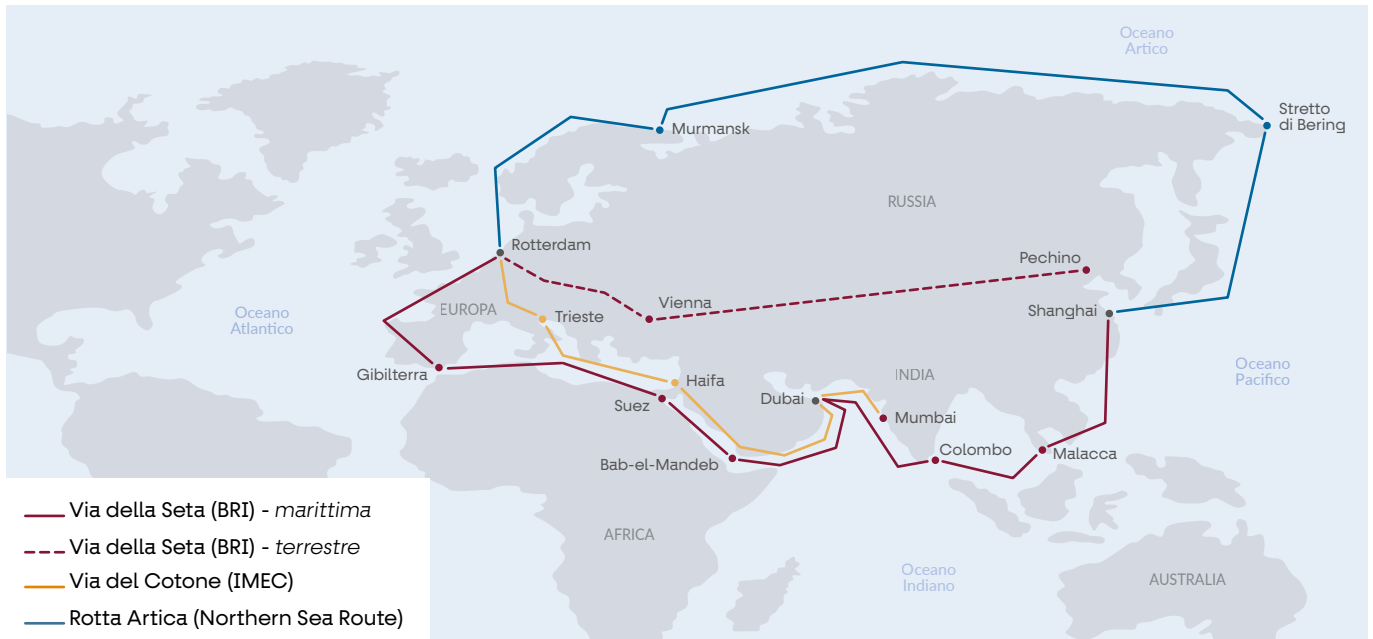 Oceano
Artico
Stretto
di Bering
Murmansk
RUSSIA
Rotterdam
Pechino
Vienna
EUROPA
Trieste
Shanghai
Oceano
Atlantico
Oceano
Pacifico
Gibilterra
Haifa
INDIA
Suez
Dubai
Mumbai
Colombo
Malacca
Bab-el-Mandeb
AFRICA
Oceano
Indiano
AUSTRALIA
Via della Seta (BRI) - marittima
Via della Seta (BRI) - terrestre
Via del Cotone (IMEC)
Rotta Artica (Northern Sea Route)